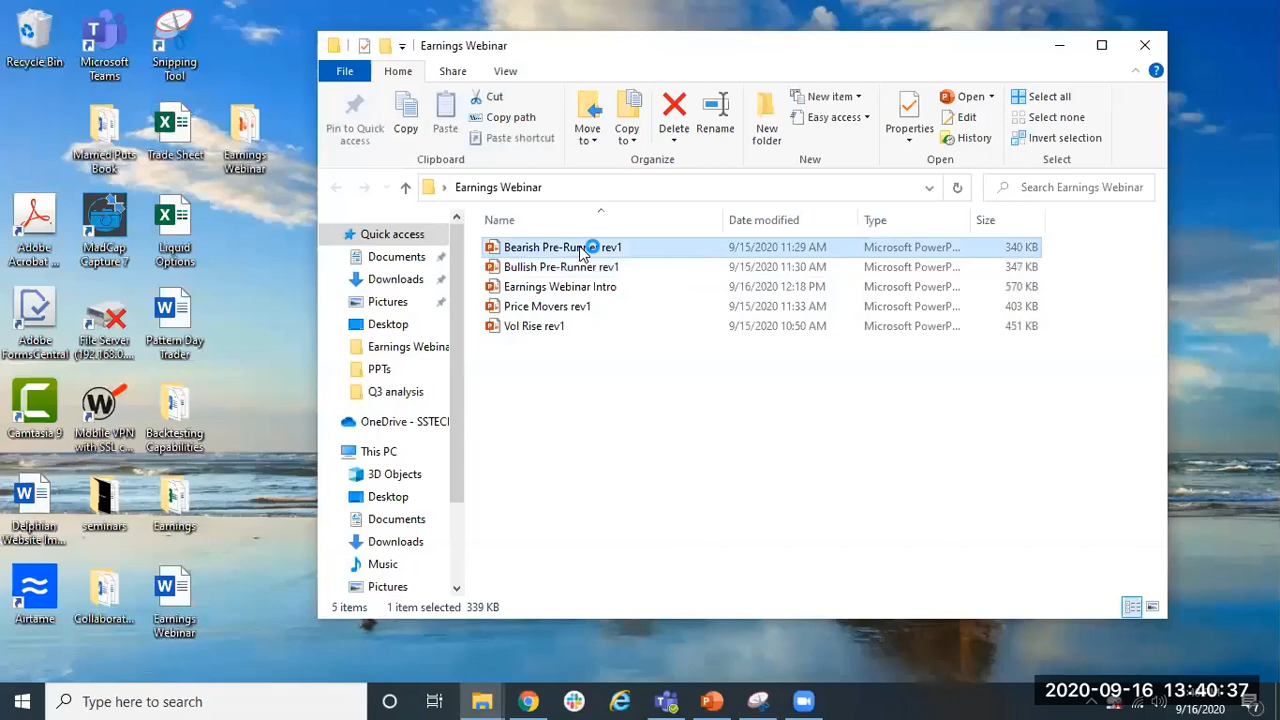 Recycle Bin
Microsoft Teams
Snipping Tool
Married Puts Book
Trade Sheet
Earnings Webinar
Adobe Acrobat ...
MadCap Capture 7
Liquid Options
Adobe FormsCentral
File Server (192.168.0....
Pattern Day Trader
Camtasia 9
Mobile VPN with SSL c...
Backtesting Capabilities
Delphian Website Im...
seminars
Earnings
Airtame
Collaborat...
Earnings Webinar
Earnings Webinar
File Home Share View
Pin to Quick access
Copy
Paste
Cut
Copy path
Paste shortcut
Clipboard
Move to
Copy to
Delete
Rename
Organize
New folder
New item
Easy access
New
Properties
Open
Edit
History
Open
Select all
Select none
Invert selection
Select
Earnings Webinar
Search Earnings Webinar
Quick access
Documents
Downloads
Pictures
Desktop
Earnings Webina
PPTs
Q3 analysis
OneDrive - SSTECH
This PC
3D Objects
Desktop
Documents
Downloads
Music
Pictures
Name Date modified Type Size
Bearish Pre-Runner rev1 9/15/2020 11:29 AM Microsoft PowerP... 340 KB
Bullish Pre-Runner rev1 9/15/2020 11:30 AM Microsoft PowerP... 347 KB
Earnings Webinar Intro 9/16/2020 12:18 PM Microsoft PowerP... 570 KB
Price Movers rev1 9/15/2020 11:33 AM Microsoft PowerP... 403 KB
Vol Rise rev1 9/15/2020 10:50 AM Microsoft PowerP... 451 KB
5 items 1 item selected 339 KB
Type here to search
2020-09-16 13:40:37
9/16/2020